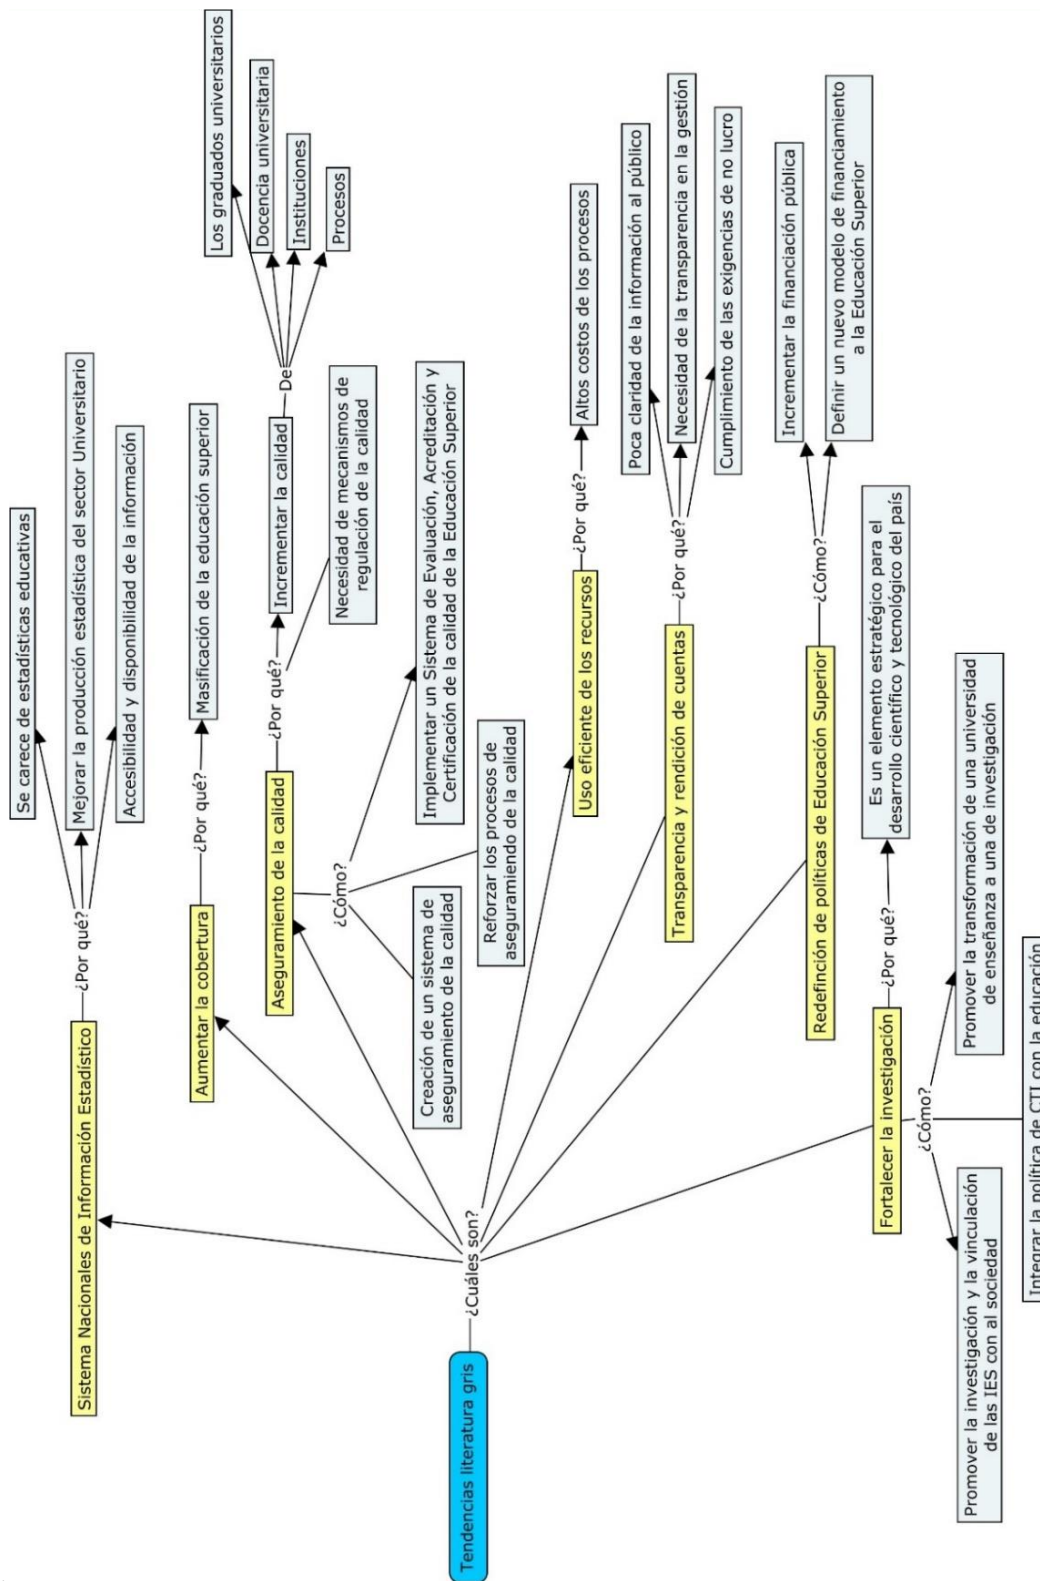 Tendencias literatura gris
¿Cuáles son?
Sistema Nacionales de Información Estadístico
¿Por qué?
Se carece de estadísticas educativas
Mejorar la producción estadística del sector Universitario
Accesibilidad y disponibilidad de la información
Aumentar la cobertura
¿Por qué?
Masificación de la educación superior
Aseguramiento de la calidad
¿Por qué?
Incrementar la calidad
De
Los graduados universitarios
Docencia universitaria
Instituciones
Procesos
Necesidad de mecanismos de
regulación de la calidad
¿Cómo?
Creación de un sistema de
aseguramiento de la calidad
Reforzar los procesos de
aseguramiendo de la calidad
Implementar un Sistema de Evaluación, Acreditación y
Certificación de la calidad de la Educación Superior
Uso eficiente de los recursos
¿Por qué?
Altos costos de los procesos
Transparencia y rendición de cuentas
¿Por qué?
Poca claridad de la información al público
Necesidad de la transparencia en la gestión
Cumplimiento de las exigencias de no lucro
Redefinción de políticas de Educación Superior
¿Cómo?
Incrementar la financiación pública
Definir un nuevo modelo de financiamiento
a la Educación Superior
Fortalecer la investigación
¿Por qué?
Es un elemento estratégico para el
desarrollo científico y tecnológico del país
¿Cómo?
Promover la investigación y la vinculación
de las IES con al sociedad
Promover la transformación de una universidad
de enseñanza a una de investigación
Integrar la política de CTI con la educación